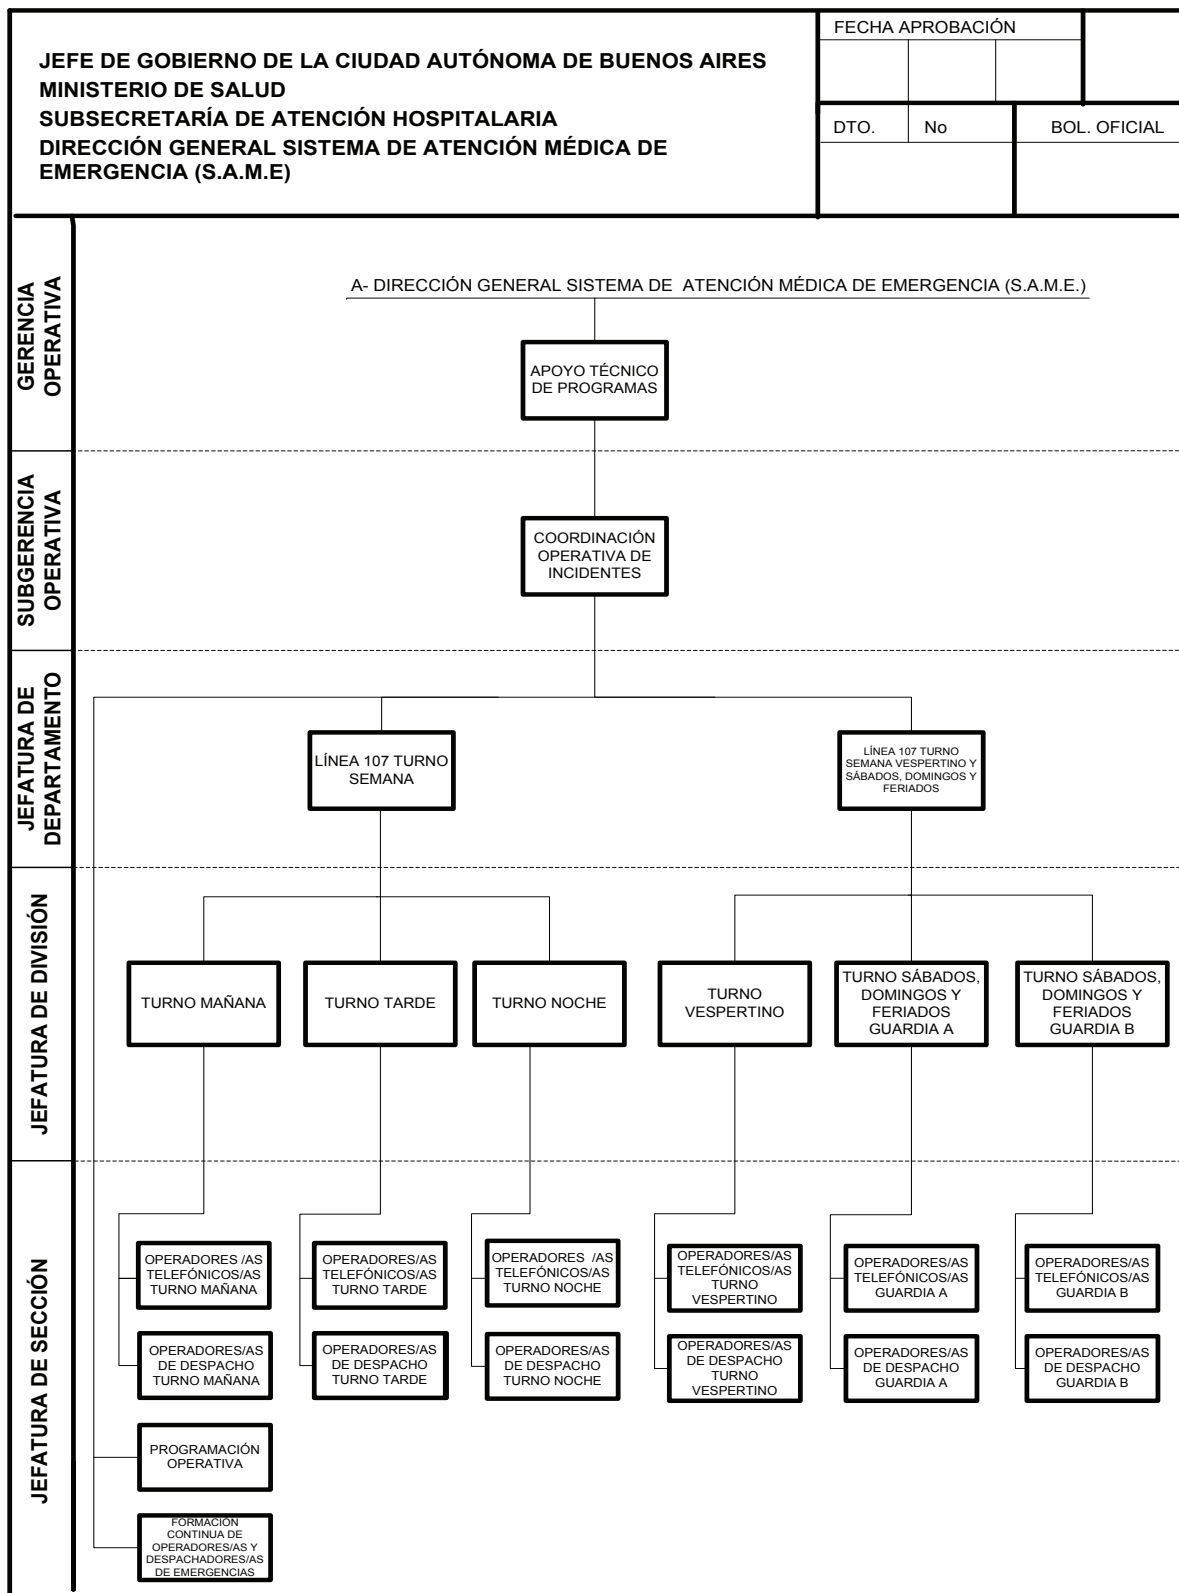 JEFE DE GOBIERNO DE LA CIUDAD AUTÓNOMA DE BUENOS AIRES
MINISTERIO DE SALUD
SUBSECRETARÍA DE ATENCIÓN HOSPITALARIA
DIRECCIÓN GENERAL SISTEMA DE ATENCIÓN MÉDICA DE
EMERGENCIA (S.A.M.E)
FECHA APROBACIÓN
DTO.
No
BOL. OFICIAL
GERENCIA
OPERATIVA
A- DIRECCIÓN GENERAL SISTEMA DE ATENCIÓN MÉDICA DE EMERGENCIA (S.A.M.E.)
APOYO TÉCNICO
DE PROGRAMAS
SUBGERENCIA
OPERATIVA
COORDINACIÓN
OPERATIVA DE
INCIDENTES
JEFATURA DE
DEPARTAMENTO
LÍNEA 107 TURNO
SEMANA
LÍNEA 107 TURNO
SEMANA VESPERTINO Y
SÁBADOS, DOMINGOS Y
FERIADOS
JEFATURA DE DIVISIÓN
TURNO MAÑANA
TURNO TARDE
TURNO NOCHE
TURNO
VESPERTINO
TURNO SÁBADOS,
DOMINGOS Y
FERIADOS
GUARDIA A
TURNO SÁBADOS,
DOMINGOS Y
FERIADOS
GUARDIA B
JEFATURA DE SECCIÓN
OPERADORES /AS
TELEFÓNICOS/AS
TURNO MAÑANA
OPERADORES/AS
TELEFÓNICOS/AS
TURNO TARDE
OPERADORES /AS
TELEFÓNICOS/AS
TURNO NOCHE
OPERADORES/AS
TELEFÓNICOS/AS
TURNO
VESPERTINO
OPERADORES/AS
TELEFÓNICOS/AS
GUARDIA A
OPERADORES/AS
TELEFÓNICOS/AS
GUARDIA B
OPERADORES/AS
DE DESPACHO
TURNO MAÑANA
OPERADORES/AS
DE DESPACHO
TURNO TARDE
OPERADORES/AS
DE DESPACHO
TURNO NOCHE
OPERADORES/AS
DE DESPACHO
TURNO
VESPERTINO
OPERADORES/AS
DE DESPACHO
GUARDIA A
OPERADORES/AS
DE DESPACHO
GUARDIA B
PROGRAMACIÓN
OPERATIVA
FORMACIÓN
CONTINUA DE
OPERADORES/AS Y
DESPACHADORES/AS
DE EMERGENCIAS